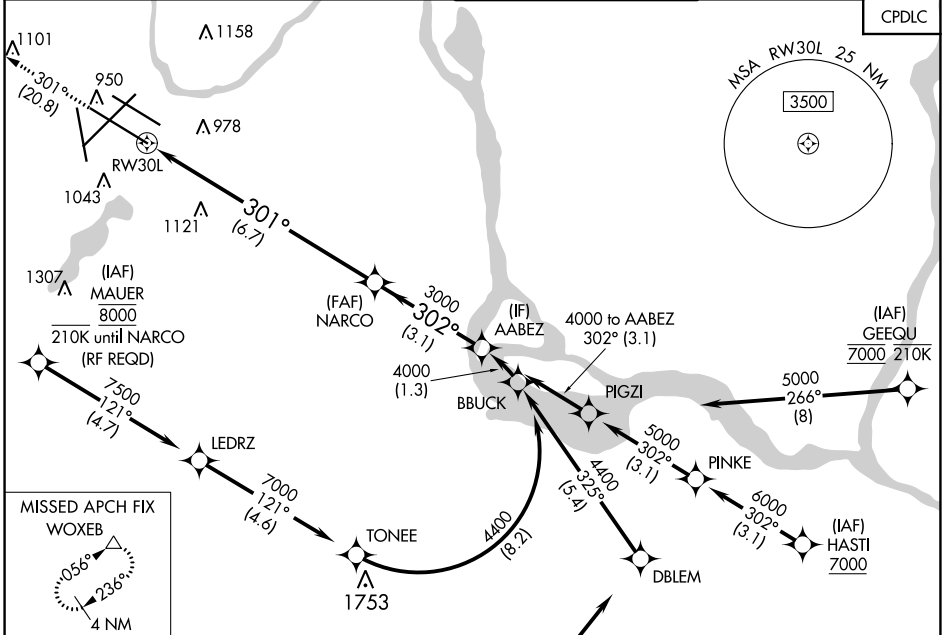 CPDLC
1101
1158
301°
(20.8)
950
978
RW30L
1043
1121
MSA RW30L 25 NM
3500
301°
(6.7)
1307
(IAF)
MAUER
8000
210K until NARCO
(RF REQD)
(FAF)
NARCO
3000
302°
(3.1)
(IF)
AABEZ
4000 to AABEZ
302° (3.1)
(IAF)
GEEQU
7000 210K
4000
(1.3)
BBUCK
PIGZI
5000
266°
(8)
7500
121°
(4.7)
LEDRZ
5000
302°
(3.1)
PINKE
4400
325°
(5.4)
6000
302°
(3.1)
7000
121°
(4.6)
TONEE
4400
(8.2)
(IAF)
HASTI
7000
DBLEM
1753
MISSED APCH FIX
WOXEB
056°
236°
4 NM